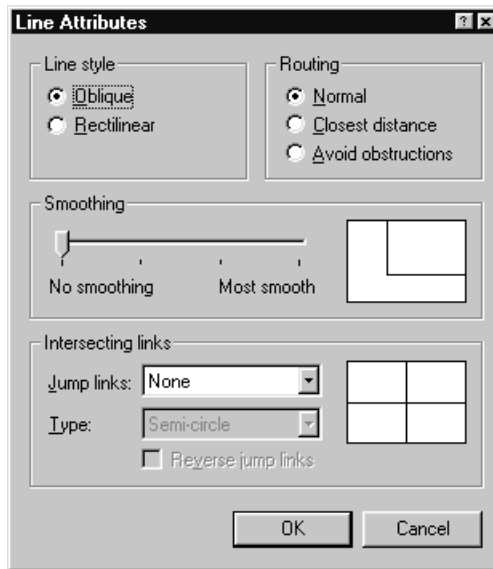 Line Attributes
Line style
Oblique
Rectilinear
Routing
Normal
Closest distance
Avoid obstructions
Smoothing
No smoothing
Most smooth
Intersecting links
Jump links:
None
Type:
Semi-circle
Reverse jump links
OK
Cancel